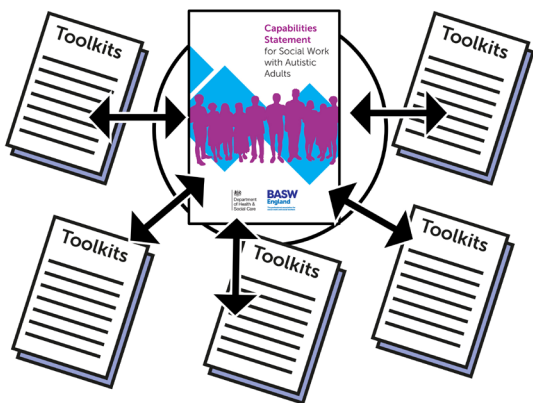 Toolkits
Capabilities
Statement
for Social Work
with Autistic
Adults
Toolkits
Department
of Health &
Social Care
BASW
England
Toolkits
Toolkits
Toolkits